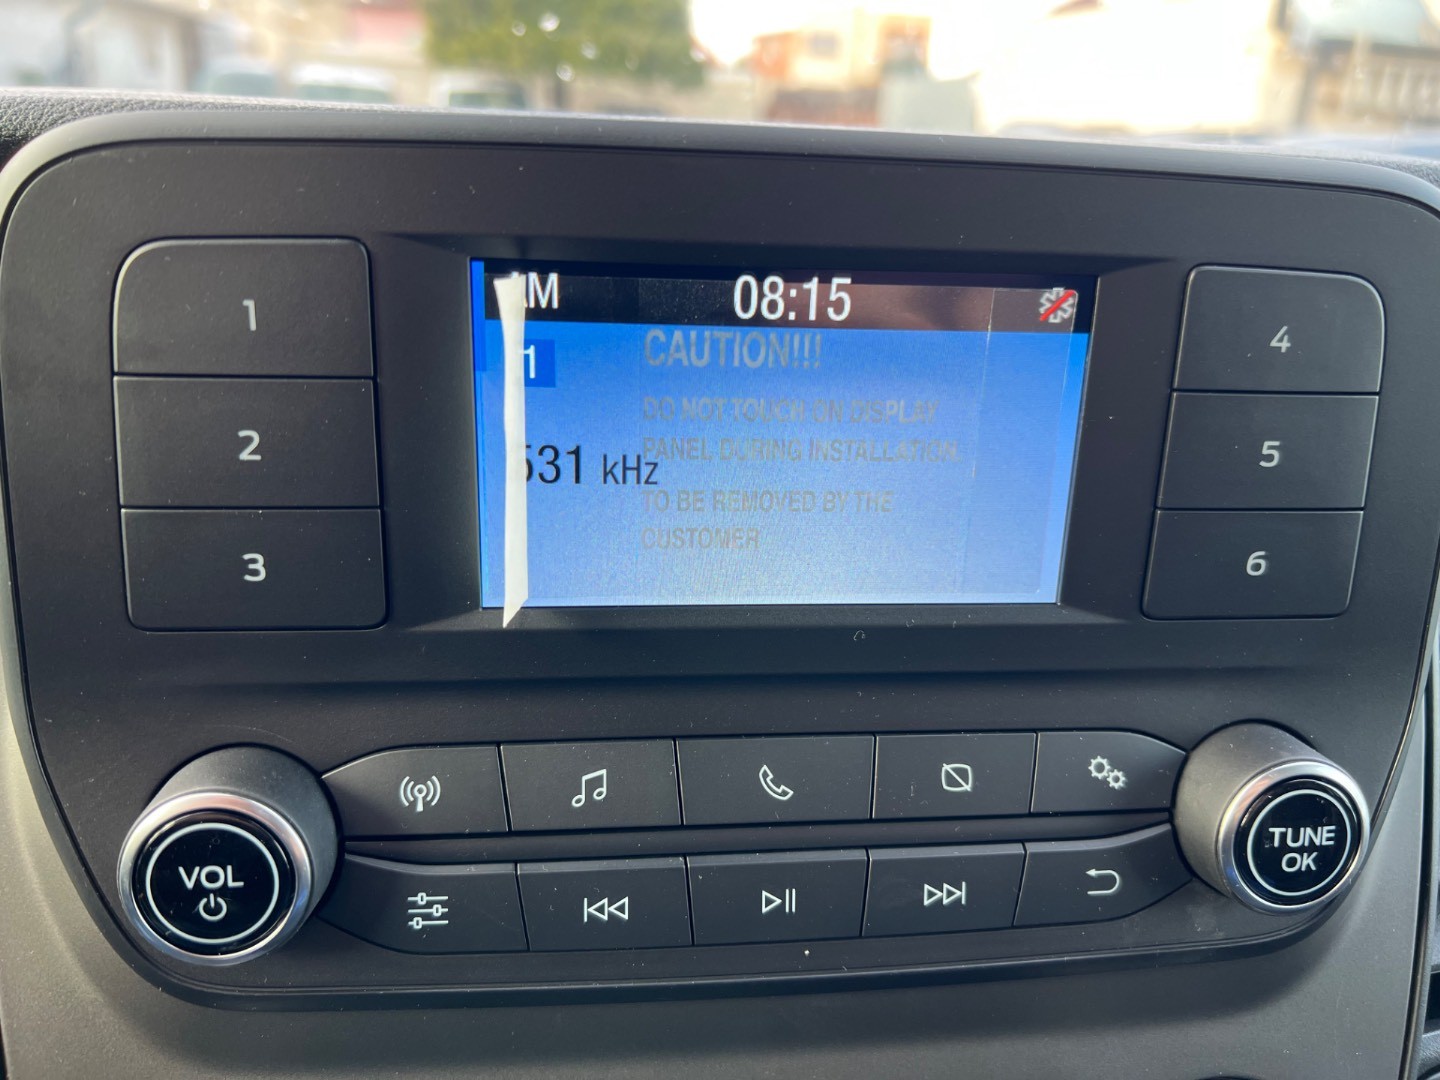 AM 08:15
1
CAUTION!!!
DO NOT TOUCH ON DISPLAY
PANEL DURING INSTALLATION.
531 kHz
TO BE REMOVED BY THE
CUSTOMER
1
2
3
4
5
6
VOL
TUNE
OK